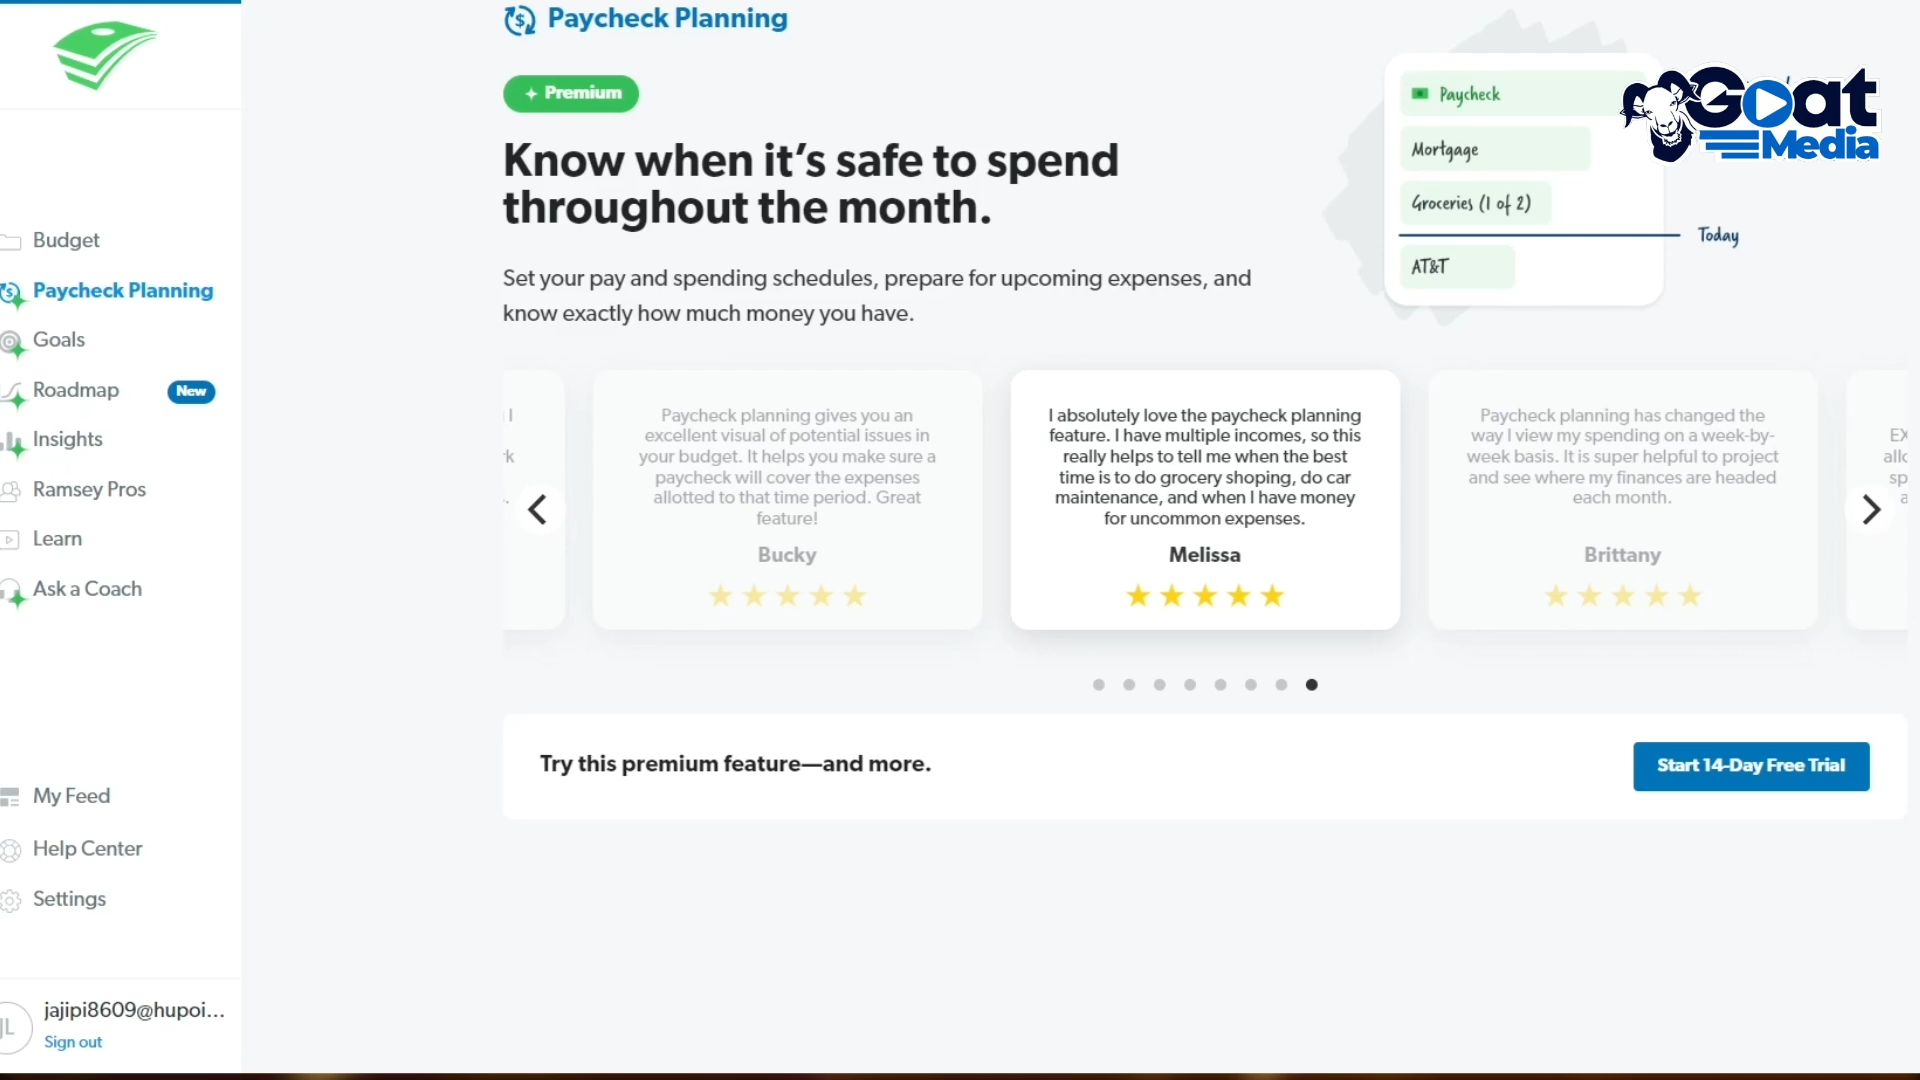 Paycheck Planning
Premium
Know when it's safe to spend
throughout the month.
Set your pay and spending schedules, prepare for upcoming expenses, and
know exactly how much money you have.
Paycheck
Mortgage
Groceries (1 of 2)
Today
AT&T
Goat
Media
Budget
Paycheck Planning
Goals
Roadmap
New
Insights
Ramsey Pros
Learn
Ask a Coach
My Feed
Help Center
Settings
JL
jajipi8609@hupoi...
Sign out
Paycheck planning gives you an
excellent visual of potential issues in
your budget. It helps you make sure a
paycheck will cover the expenses
allotted to that time period. Great
feature!
Bucky
I absolutely love the paycheck planning
feature. I have multiple incomes, so this
really helps to tell me when the best
time is to do grocery shoping, do car
maintenance, and when I have money
for uncommon expenses.
Melissa
Paycheck planning has changed the
way I view my spending on a week-by-
week basis. It is super helpful to project
and see where my finances are headed
each month.
Brittany
Try this premium feature—and more.
Start 14-Day Free Trial